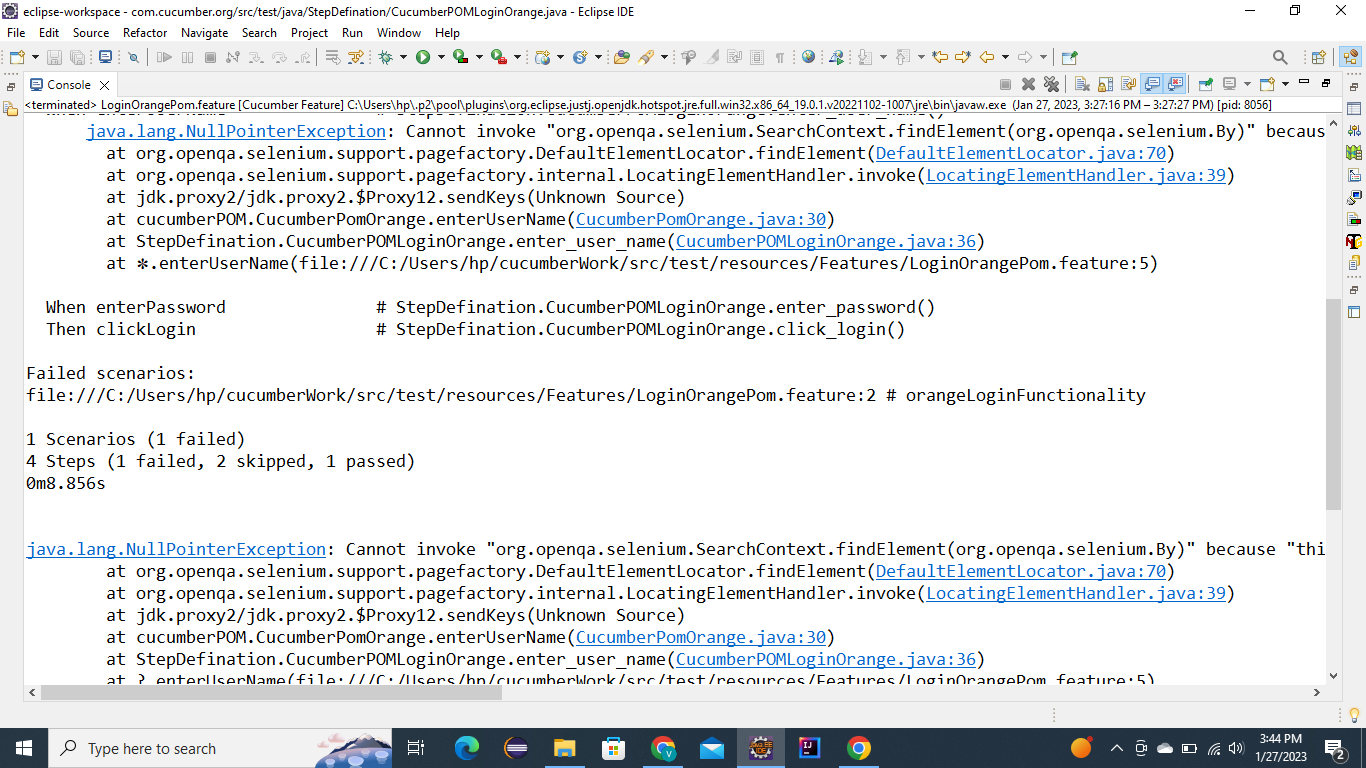 eclipse-workspace - com.cucumber.org/src/test/java/StepDefination/CucumberPOMLoginOrange.java - Eclipse IDE
File Edit Source Refactor Navigate Search Project Run Window Help
Console
<terminated> LoginOrangePom.feature [Cucumber Feature] C:\Users\hp\.p2\pool\plugins\org.eclipse.justj.openjdk.hotspot.jre.full.win32.x86_64_19.0.1.v20221102-1007\jre\bin\javaw.exe (Jan 27, 2023, 3:27:16 PM – 3:27:27 PM) [pid: 8056]
When enterUserName # StepDefination.CucumberPOMLoginOrange.enter_user_name()
java.lang.NullPointerException: Cannot invoke "org.openqa.selenium.SearchContext.findElement(org.openqa.selenium.By)" becaus
at org.openqa.selenium.support.pagefactory.DefaultElementLocator.findElement(DefaultElementLocator.java:70)
at org.openqa.selenium.support.pagefactory.internal.LocatingElementHandler.invoke(LocatingElementHandler.java:39)
at jdk.proxy2/jdk.proxy2.$Proxy12.sendKeys(Unknown Source)
at cucumberPOM.CucumberPomOrange.enterUserName(CucumberPomOrange.java:30)
at StepDefination.CucumberPOMLoginOrange.enter_user_name(CucumberPOMLoginOrange.java:36)
at ✽.enterUserName(file:///C:/Users/hp/cucumberWork/src/test/resources/Features/LoginOrangePom.feature:5)
When enterPassword # StepDefination.CucumberPOMLoginOrange.enter_password()
Then clickLogin # StepDefination.CucumberPOMLoginOrange.click_login()
Failed scenarios:
file:///C:/Users/hp/cucumberWork/src/test/resources/Features/LoginOrangePom.feature:2 # orangeLoginFunctionality
1 Scenarios (1 failed)
4 Steps (1 failed, 2 skipped, 1 passed)
0m8.856s
java.lang.NullPointerException: Cannot invoke "org.openqa.selenium.SearchContext.findElement(org.openqa.selenium.By)" because "thi
at org.openqa.selenium.support.pagefactory.DefaultElementLocator.findElement(DefaultElementLocator.java:70)
at org.openqa.selenium.support.pagefactory.internal.LocatingElementHandler.invoke(LocatingElementHandler.java:39)
at jdk.proxy2/jdk.proxy2.$Proxy12.sendKeys(Unknown Source)
at cucumberPOM.CucumberPomOrange.enterUserName(CucumberPomOrange.java:30)
at StepDefination.CucumberPOMLoginOrange.enter_user_name(CucumberPOMLoginOrange.java:36)
at ?.enterUserName(file:///C:/Users/hp/cucumberWork/src/test/resources/Features/LoginOrangePom.feature:5)
Type here to search
3:44 PM
1/27/2023
2